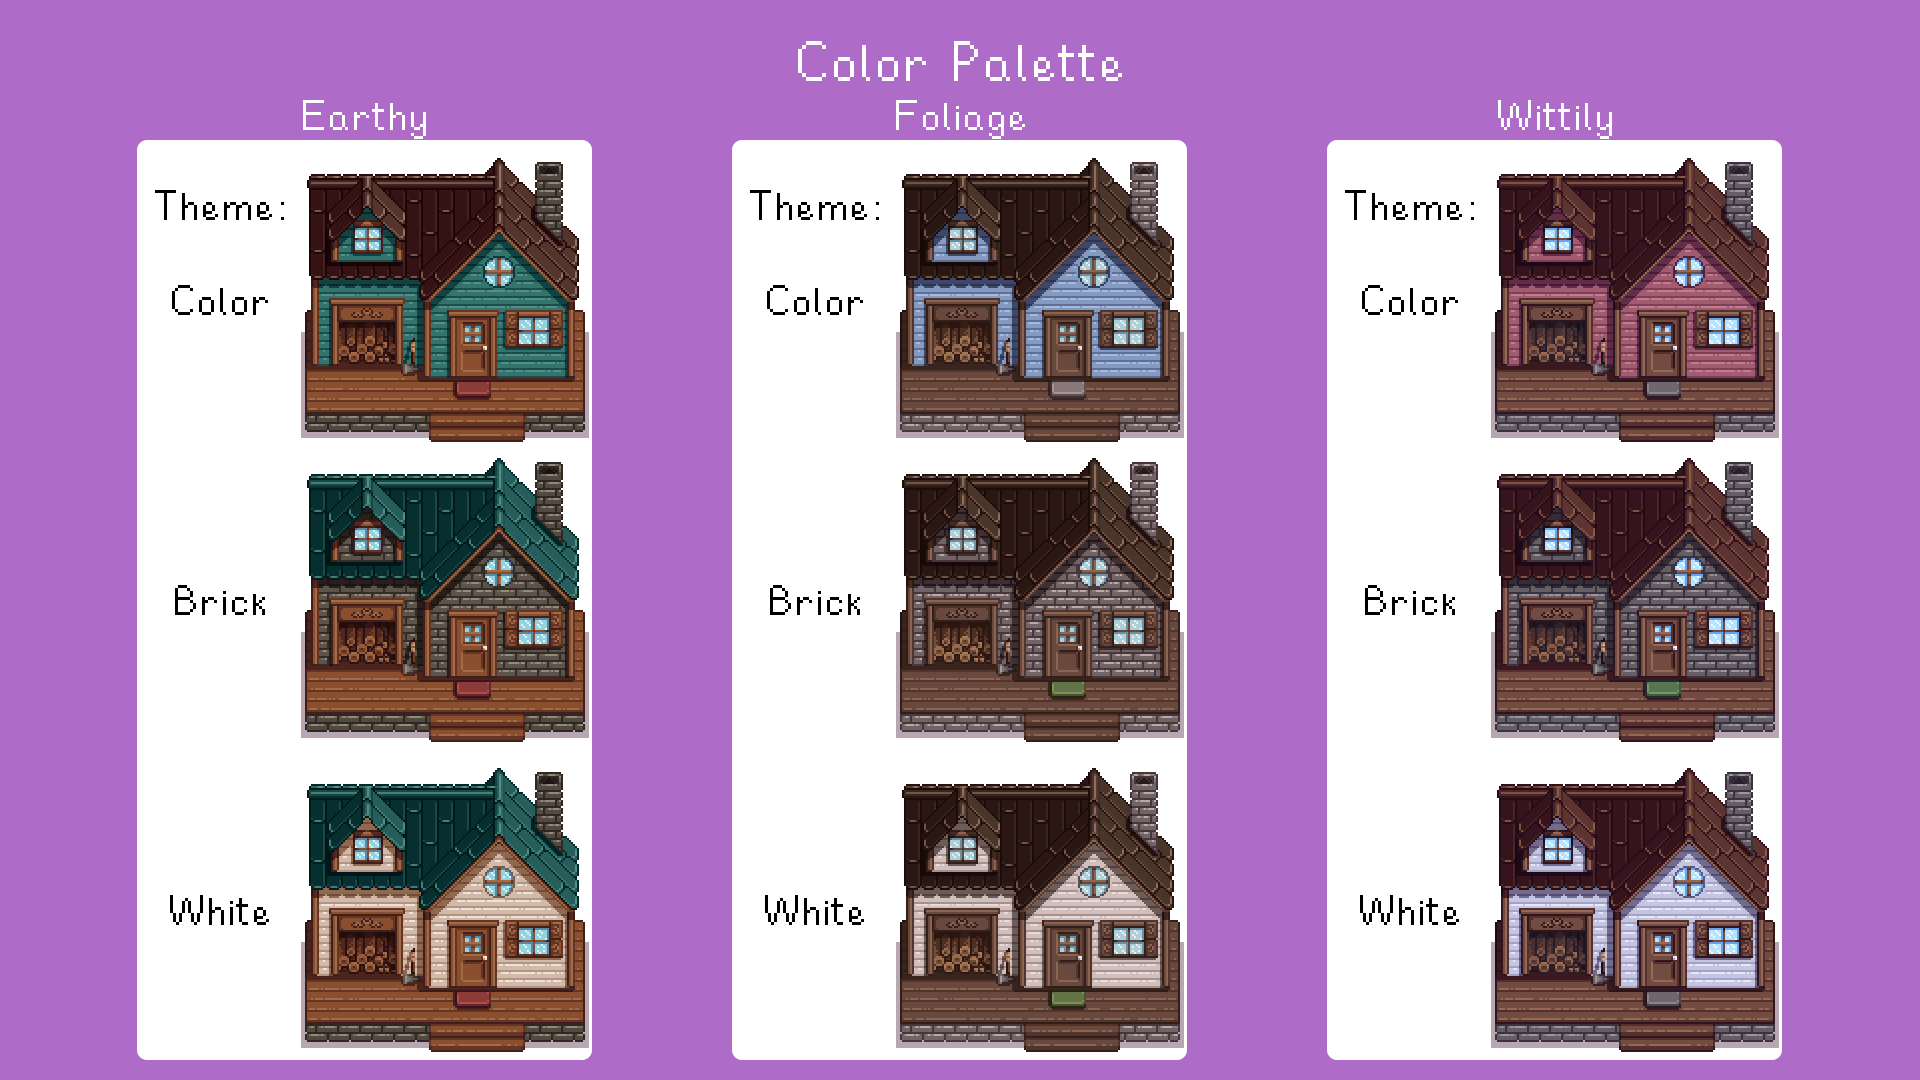 Color Palette
Earthy
Theme:
Color
Brick
White
Foliage
Theme:
Color
Brick
White
Wittily
Theme:
Color
Brick
White